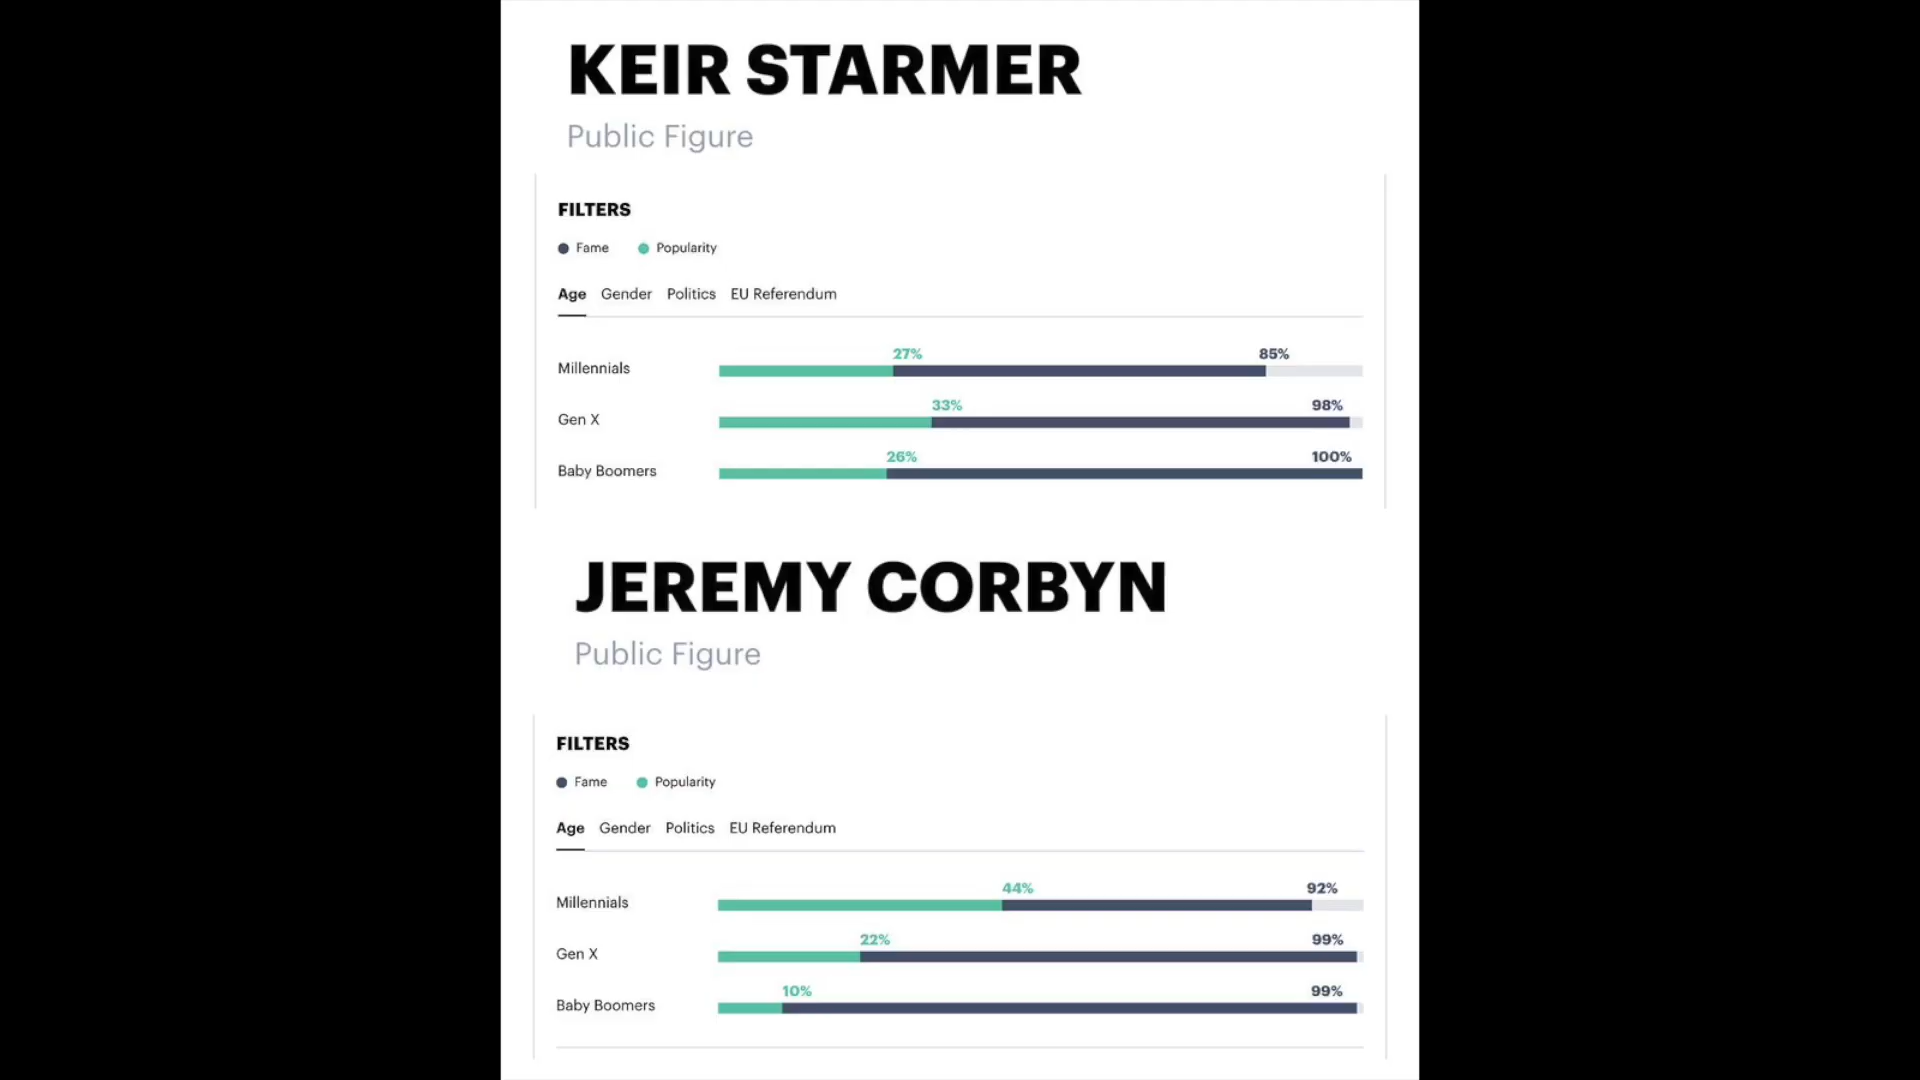 KEIR STARMER
Public Figure
FILTERS
Fame Popularity
Age Gender Politics EU Referendum
27% 85%
Millennials
33% 98%
Gen X
26% 100%
Baby Boomers
JEREMY CORBYN
Public Figure
FILTERS
Fame Popularity
Age Gender Politics EU Referendum
44% 92%
Millennials
22% 99%
Gen X
10% 99%
Baby Boomers